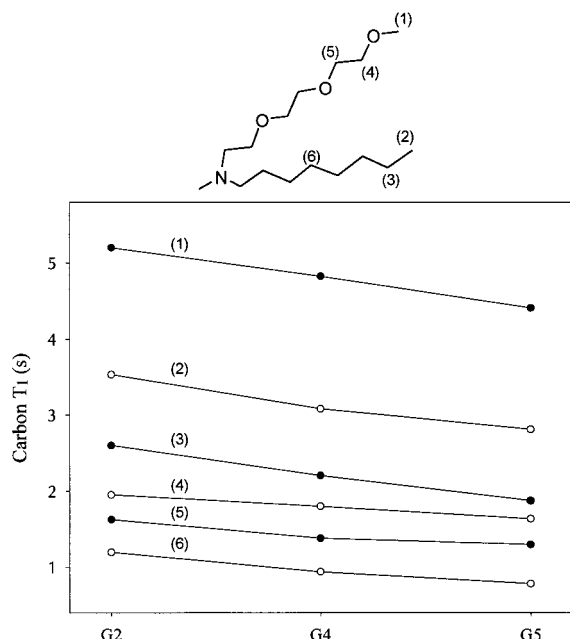 (1)
O
(5)
(4)
O
O
(2)
(6)
N
(3)
(1)
5
4
(2)
3
(3)
(4)
2
(5)
(6)
1
Carbon T1 (s)
G2 G4 G5